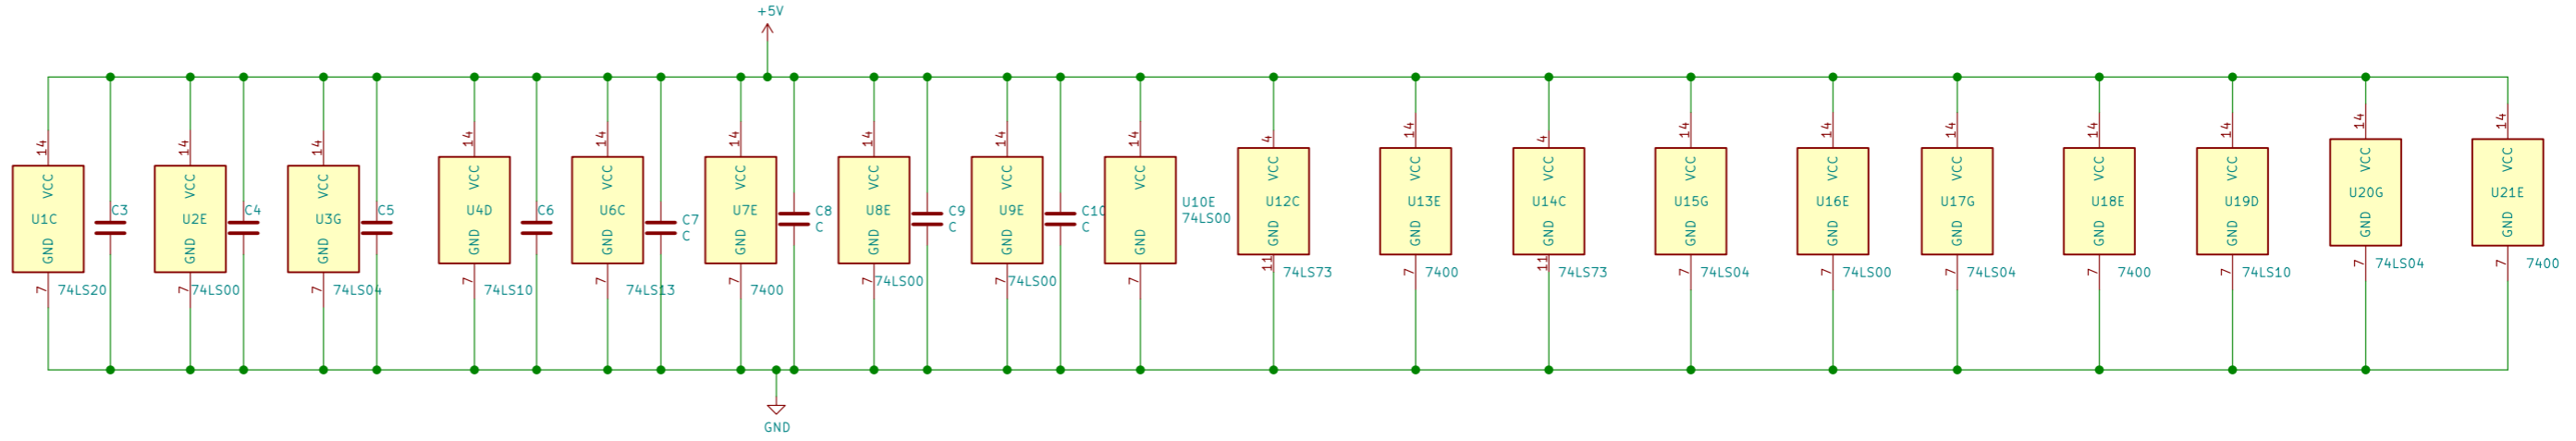 +5V
14
VCC
U1C
GND
7
74LS20
C3
14
VCC
U2E
GND
7
74LS00
C4
14
VCC
U3G
GND
7
74LS04
C5
14
VCC
U4D
GND
7
74LS10
C6
14
VCC
U6C
GND
7
74LS13
C7
C
14
VCC
U7E
GND
7
7400
C8
C
14
VCC
U8E
GND
7
74LS00
C9
C
14
VCC
U9E
GND
7
74LS00
C10
C
14
VCC
GND
7
U10E
74LS00
4
VCC
U12C
GND
11
74LS73
14
VCC
U13E
GND
7
7400
4
VCC
U14C
GND
11
74LS73
14
VCC
U15G
GND
7
74LS04
14
VCC
U16E
GND
7
74LS00
14
VCC
U17G
GND
7
74LS04
14
VCC
U18E
GND
7
7400
14
VCC
U19D
GND
7
74LS10
14
VCC
U20G
GND
7
74LS04
14
VCC
U21E
GND
7
7400
GND